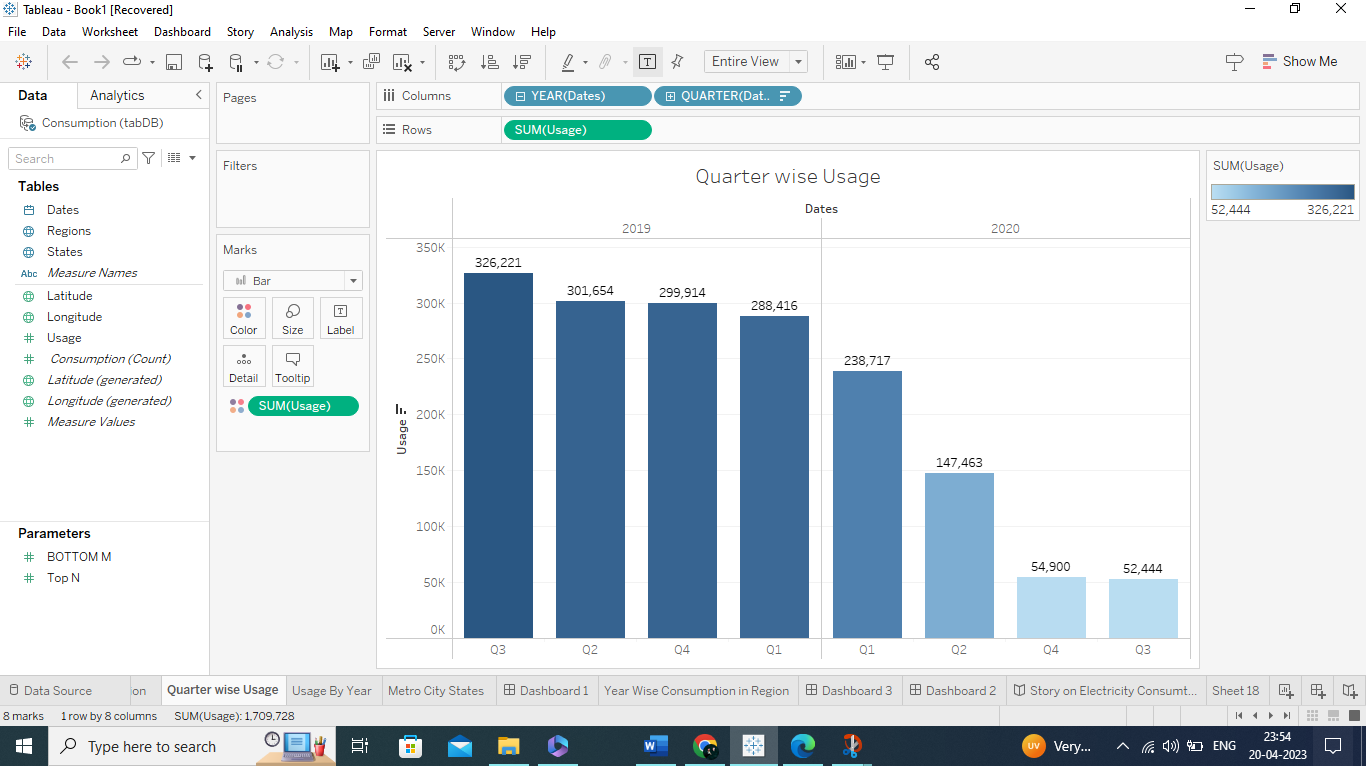 Tableau - Book1 [Recovered]
File Data Worksheet Dashboard Story Analysis Map Format Server Window Help
Entire View
Show Me
Data Analytics
Consumption (tabDB)
Search
Tables
Dates
Regions
States
Abc Measure Names
Latitude
Longitude
Usage
Consumption (Count)
Latitude (generated)
Longitude (generated)
Measure Values
Parameters
BOTTOM M
Top N
Pages
Filters
Marks
Bar
Color Size Label
Detail Tooltip
SUM(Usage)
Columns YEAR(Dates) QUARTER(Dat..
Rows SUM(Usage)
Quarter wise Usage
Dates
2019 2020
Usage
350K
300K
250K
200K
150K
100K
50K
0K
326,221 301,654 299,914 288,416 238,717 147,463 54,900 52,444
Q3 Q2 Q4 Q1 Q1 Q2 Q4 Q3
SUM(Usage)
52,444 326,221
Data Source on Quarter wise Usage Usage By Year Metro City States Dashboard 1 Year Wise Consumption in Region Dashboard 3 Dashboard 2 Story on Electricity Consumt... Sheet 18
8 marks 1 row by 8 columns SUM(Usage): 1,709,728
Type here to search
UV Very... ENG 23:54
20-04-2023